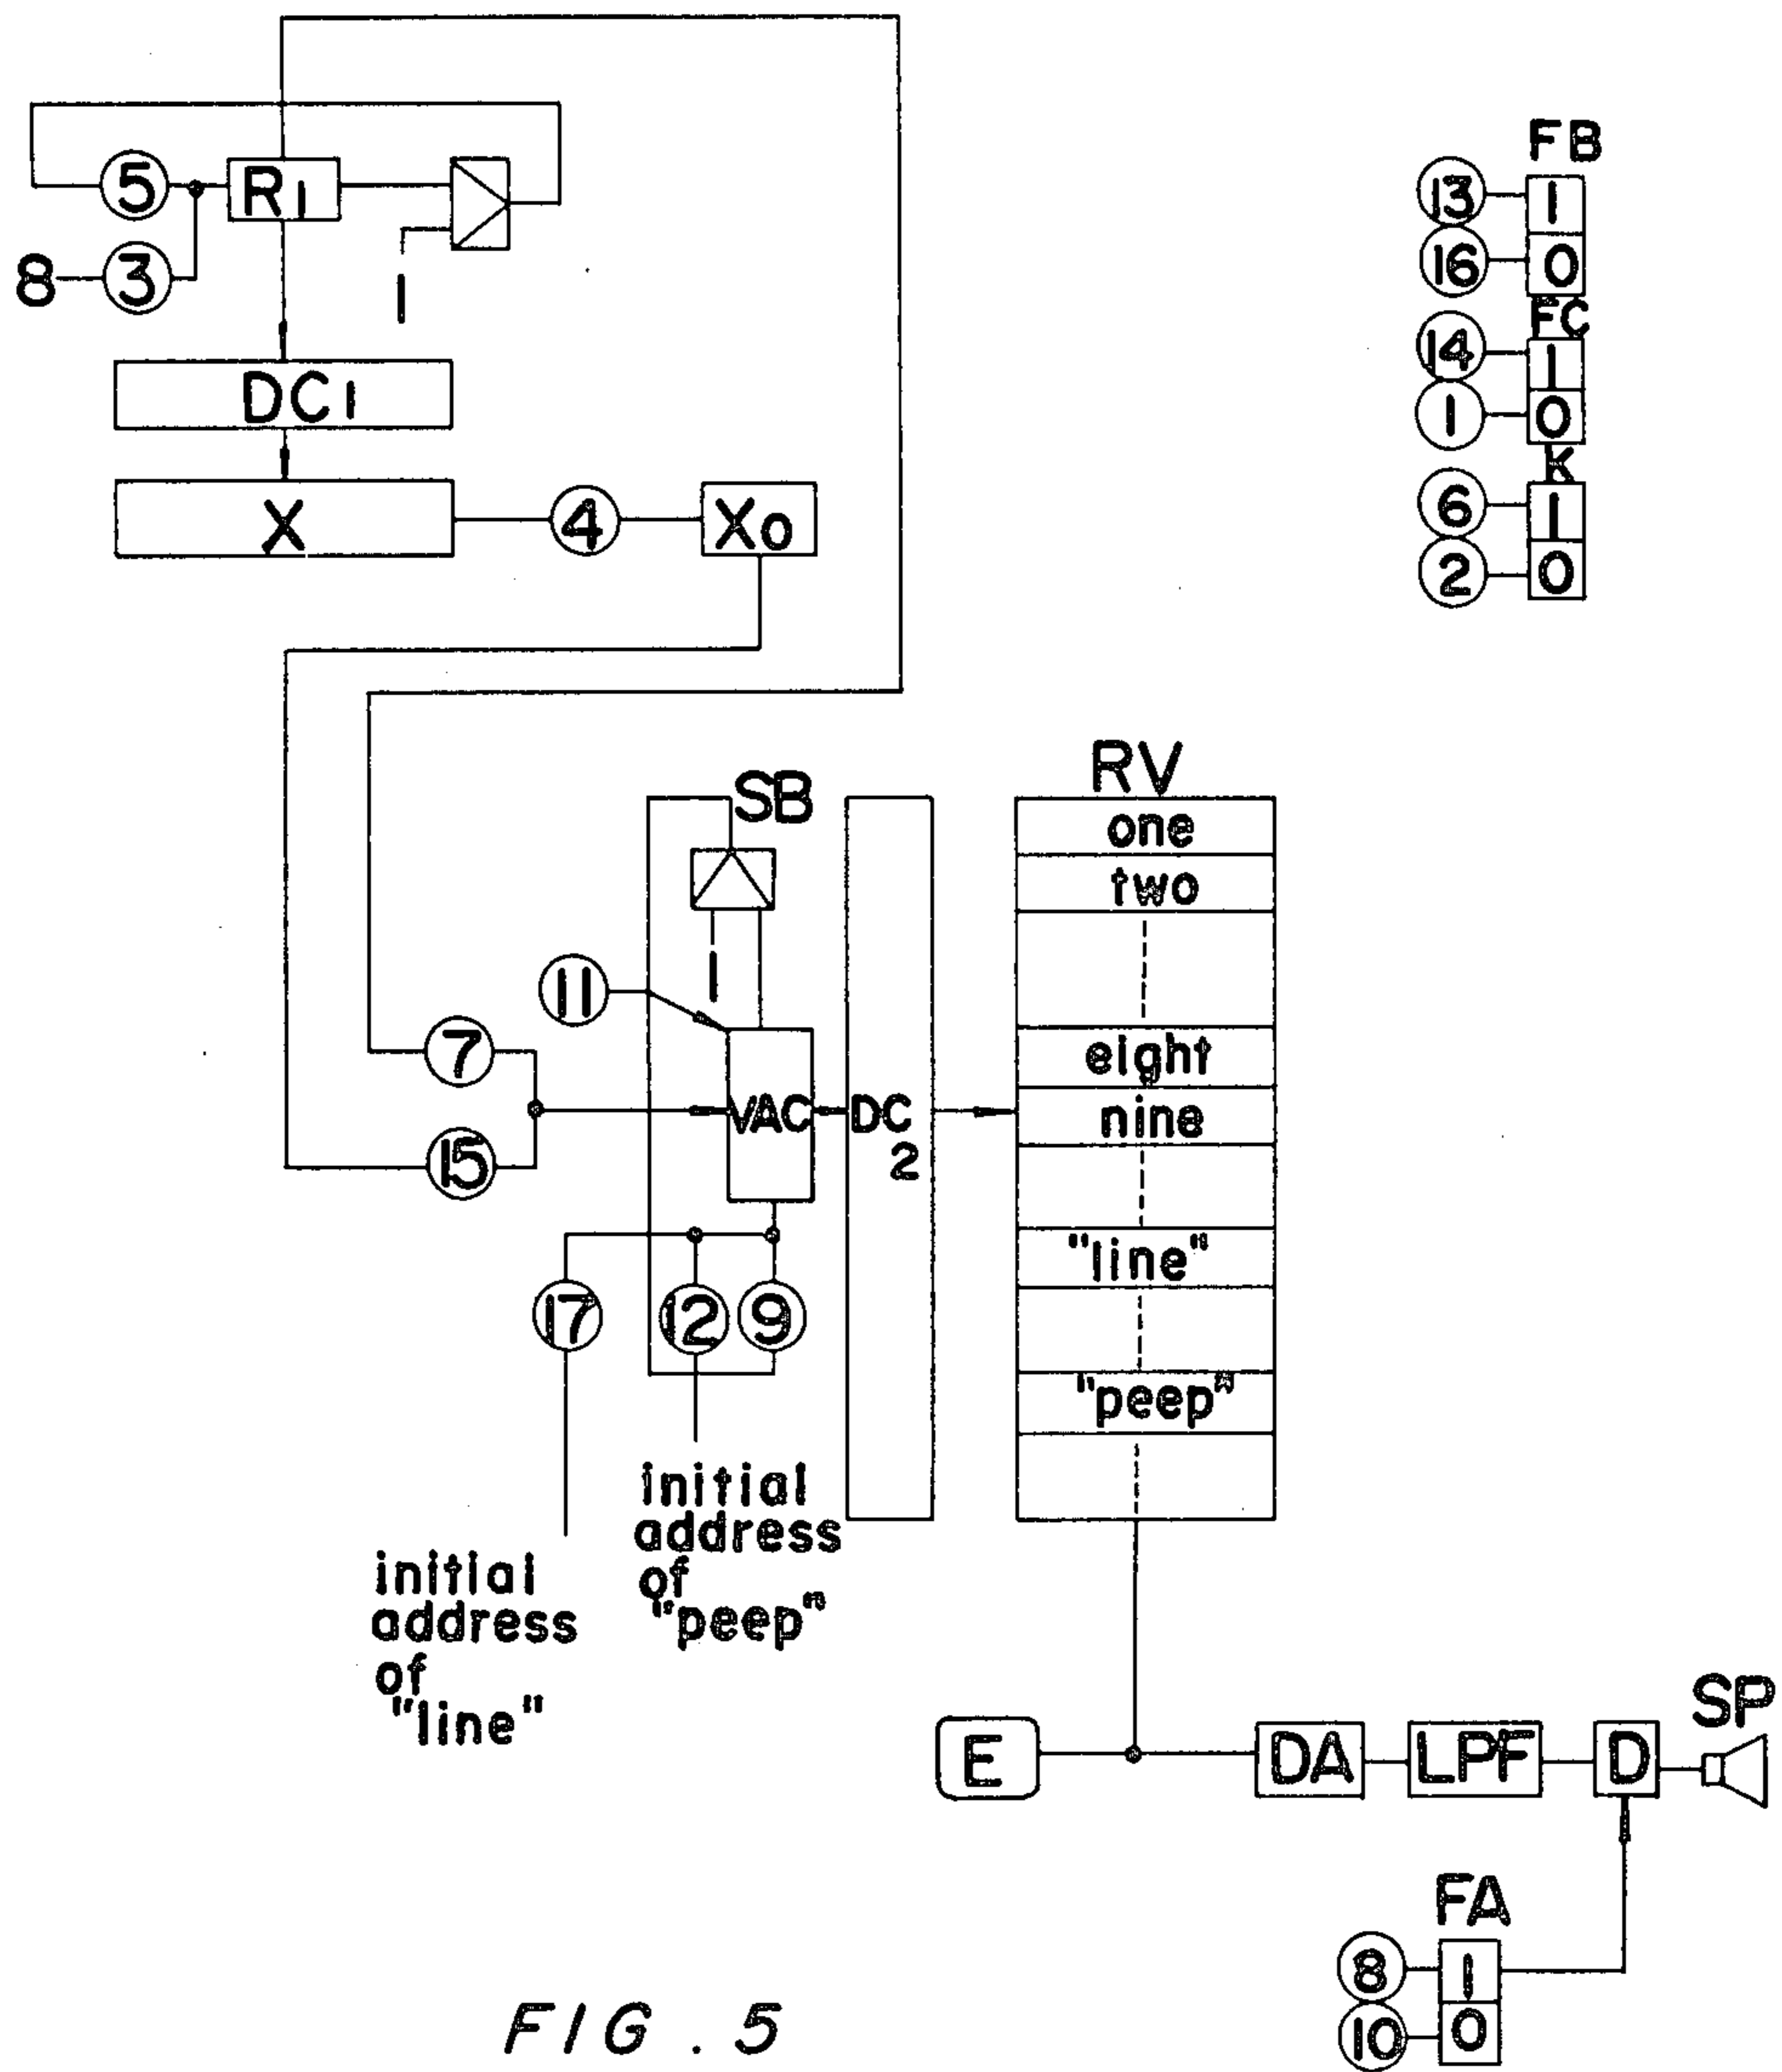 FB
13 1
5 R1
16 0
8 3
1
FC
14 1
DC1
1 0
K
X 4 X0
6 1
2 0
RV
SB
one
two
11 1
7
eight
VAC DC
2
nine
15
"line"
17 12 9
"peep"
initial
address
of
"peep"
initial
address
of
"line"
SP
E DA LPF D
FA
8 1
10 0
FIG. 5